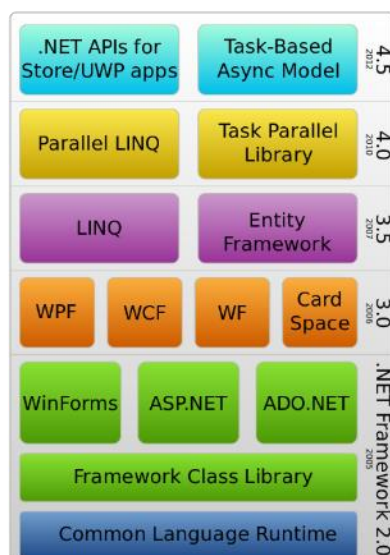 .NET APIs for
Store/UWP apps
Task-Based
Async Model
4.5
2012
Parallel LINQ
Task Parallel
Library
4.0
2010
LINQ
Entity
Framework
3.5
2007
WPF
WCF
WF
Card
Space
3.0
2006
WinForms
ASP.NET
ADO.NET
Framework Class Library
Common Language Runtime
.NET Framework 2.0
2005